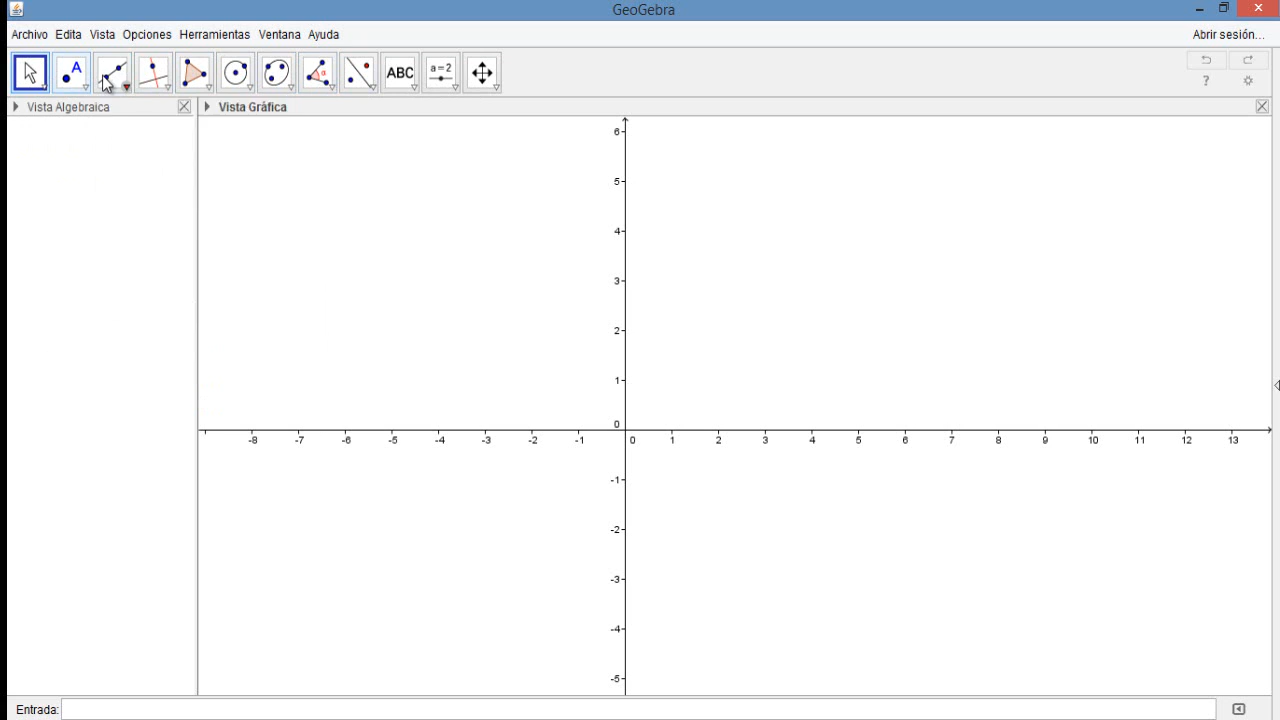 GeoGebra
Archivo Edita Vista Opciones Herramientas Ventana Ayuda Abrir sesión...
A ABC a=2 ?
Vista Algebraica Vista Gráfica
6
5
4
3
2
1
0
-8 -7 -6 -5 -4 -3 -2 -1 0 1 2 3 4 5 6 7 8 9 10 11 12 13
-1
-2
-3
-4
-5
Entrada: